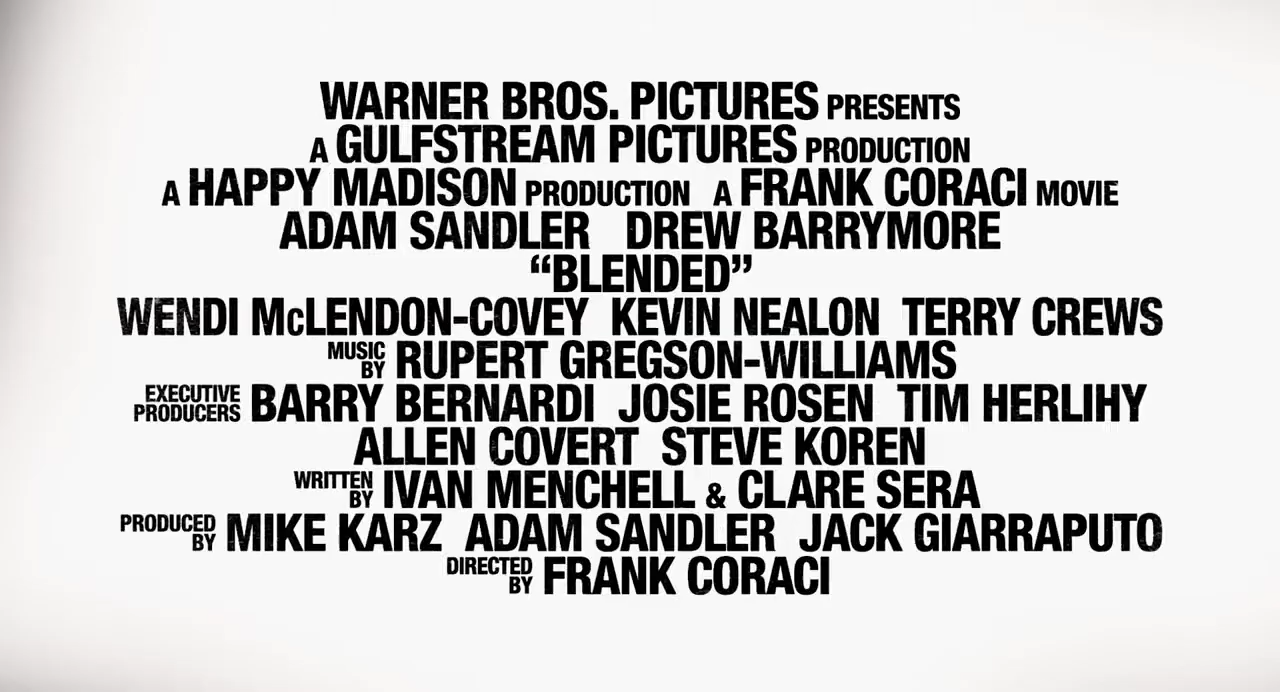 WARNER BROS. PICTURES PRESENTS
A GULFSTREAM PICTURES PRODUCTION
A HAPPY MADISON PRODUCTION A FRANK CORACI MOVIE
ADAM SANDLER DREW BARRYMORE
“BLENDED”
WENDI McLENDON-COVEY KEVIN NEALON TERRY CREWS
MUSIC BY RUPERT GREGSON-WILLIAMS
EXECUTIVE PRODUCERS BARRY BERNARDI JOSIE ROSEN TIM HERLIHY
ALLEN COVERT STEVE KOREN
WRITTEN BY IVAN MENCHELL & CLARE SERA
PRODUCED BY MIKE KARZ ADAM SANDLER JACK GIARRAPUTO
DIRECTED BY FRANK CORACI